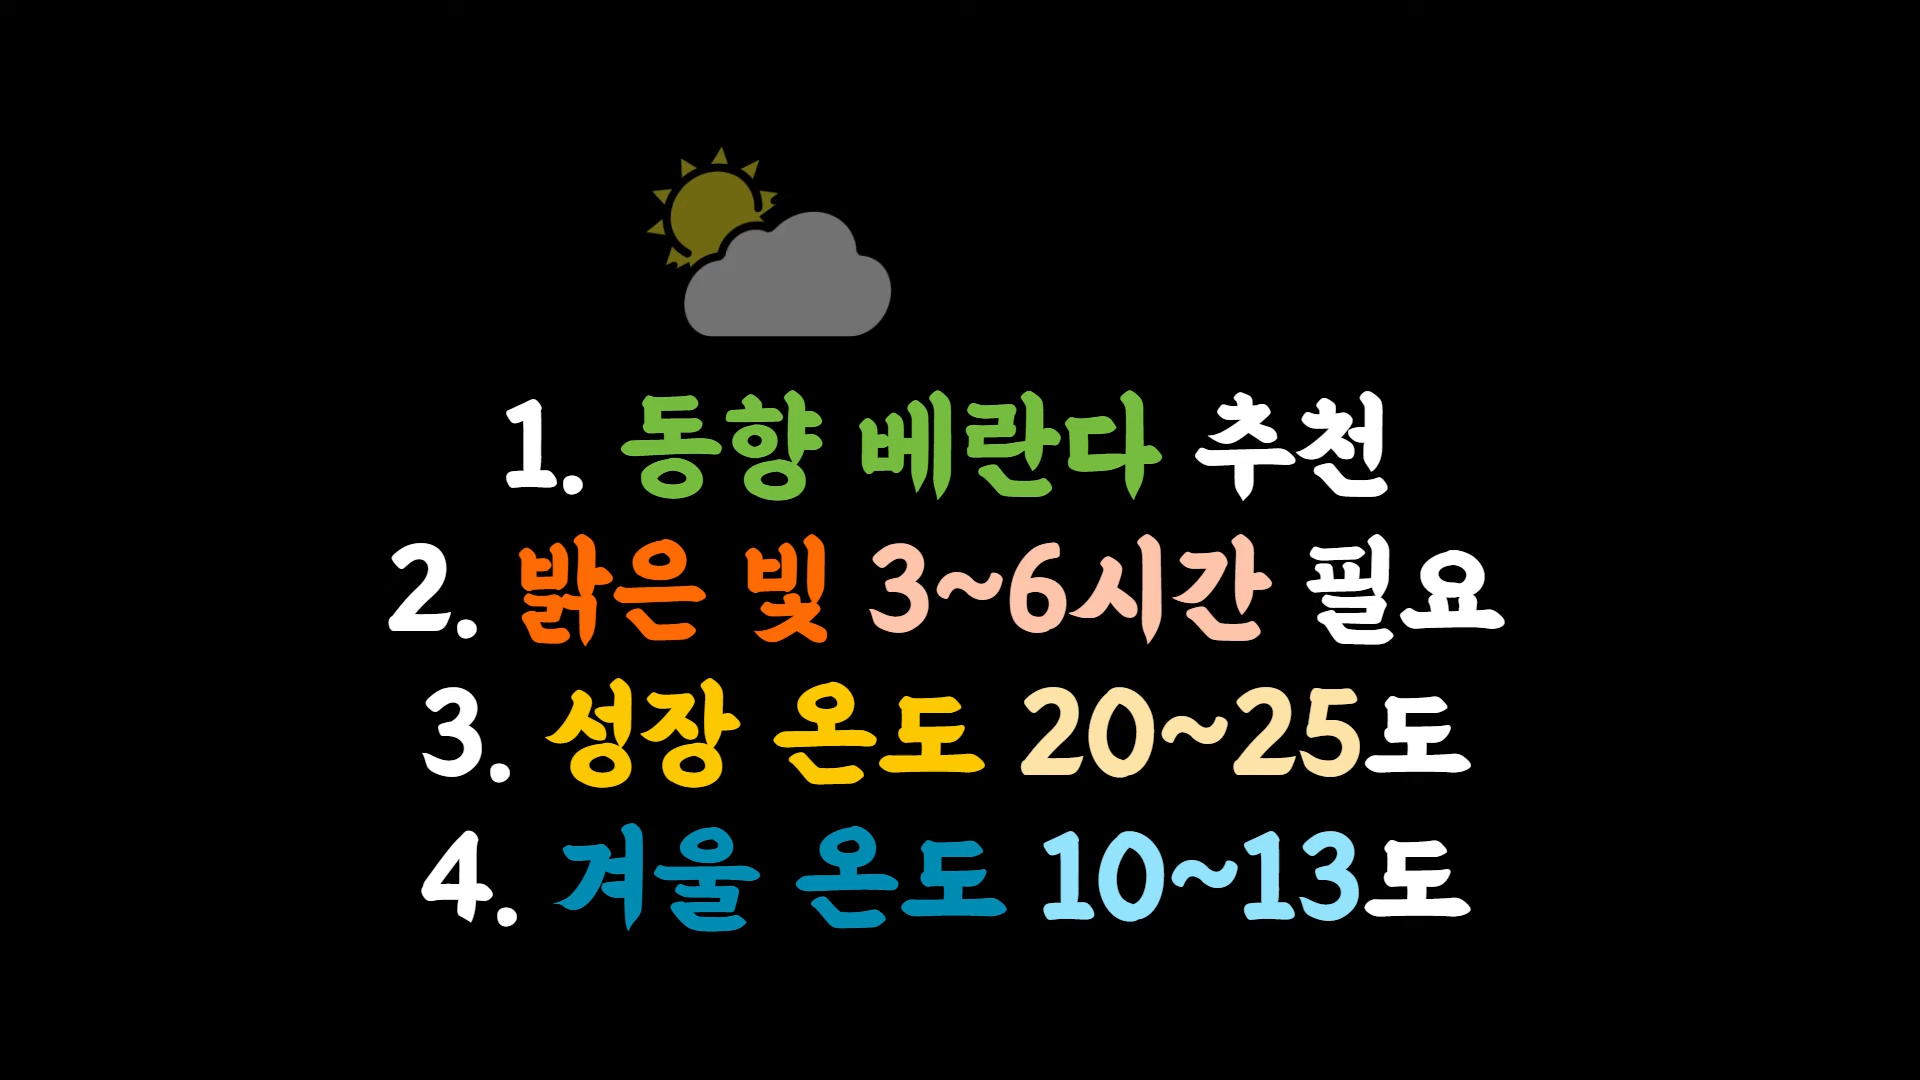 1. 동향 베란다 추천
2. 밝은 빛 3~6시간 필요
3. 성장 온도 20~25도
4. 겨울 온도 10~13도